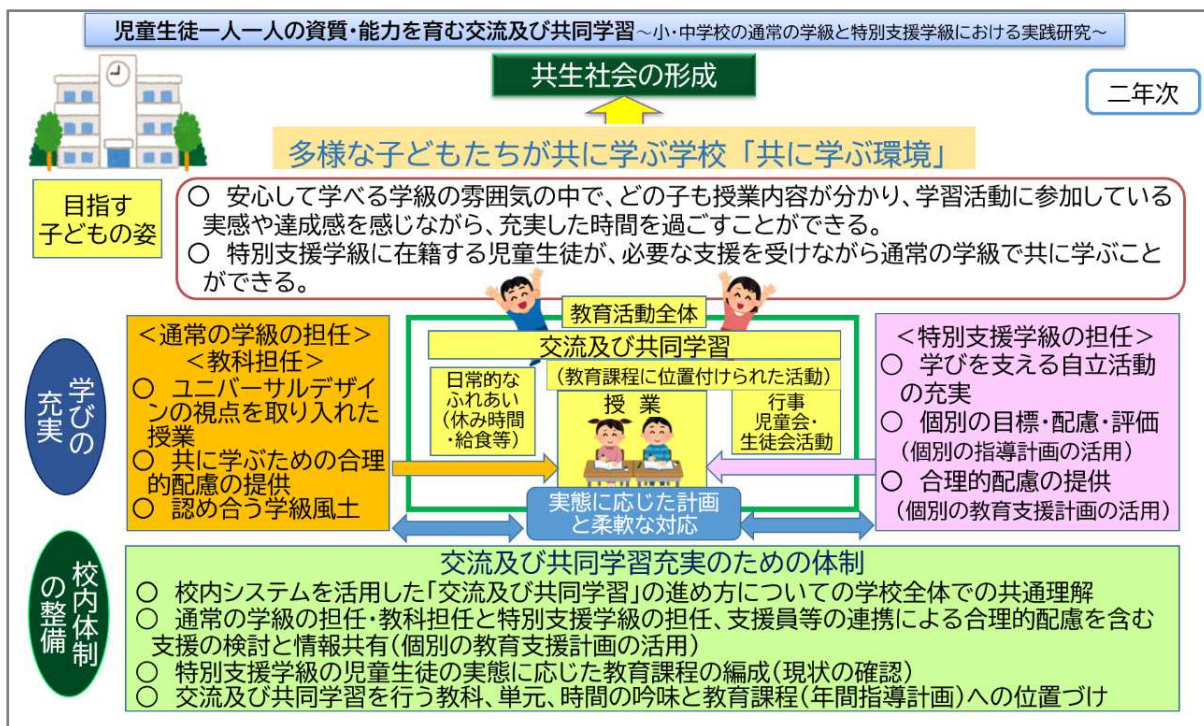 児童生徒一人一人の資質・能力を育む交流及び共同学習～小・中学校の通常の学級と特別支援学級における実践研究～
共生社会の形成
二年次
多様な子どもたちが共に学ぶ学校「共に学ぶ環境」
目指す
子どもの姿
○ 安心して学べる学級の雰囲気の中で、どの子も授業内容が分かり、学習活動に参加している
実感や達成感を感じながら、充実した時間を過ごすことができる。
○ 特別支援学級に在籍する児童生徒が、必要な支援を受けながら通常の学級で共に学ぶこと
ができる。
学びの
充実
＜通常の学級の担任＞
＜教科担任＞
○ ユニバーサルデザイ
ンの視点を取り入れた
授業
○ 共に学ぶための合理
的配慮の提供
○ 認め合う学級風土
教育活動全体
交流及び共同学習
日常的な
ふれあい
(休み時間
・給食等)
(教育課程に位置付けられた活動)
授 業
行事
児童会・
生徒会活動
実態に応じた計画
と柔軟な対応
＜特別支援学級の担任＞
○ 学びを支える自立活動
の充実
○ 個別の目標・配慮・評価
(個別の指導計画の活用)
○ 合理的配慮の提供
(個別の教育支援計画の活用)
校内体制
の整備
交流及び共同学習充実のための体制
○ 校内システムを活用した「交流及び共同学習」の進め方についての学校全体での共通理解
○ 通常の学級の担任・教科担任と特別支援学級の担任、支援員等の連携による合理的配慮を含む
支援の検討と情報共有(個別の教育支援計画の活用)
○ 特別支援学級の児童生徒の実態に応じた教育課程の編成(現状の確認)
○ 交流及び共同学習を行う教科、単元、時間の吟味と教育課程(年間指導計画)への位置づけ